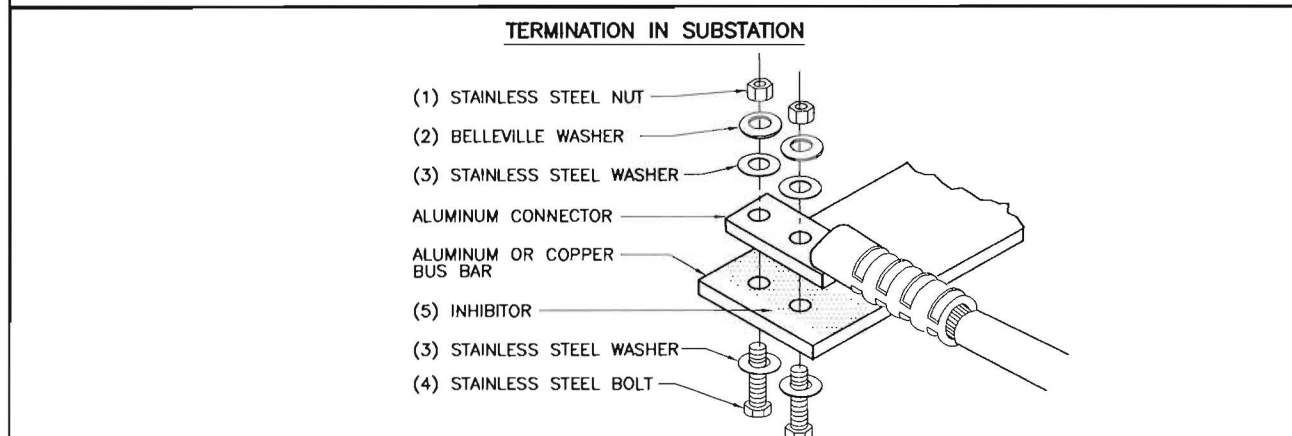 TERMINATION IN SUBSTATION
(1) STAINLESS STEEL NUT
(2) BELLEVILLE WASHER
(3) STAINLESS STEEL WASHER
ALUMINUM CONNECTOR
ALUMINUM OR COPPER
BUS BAR
(5) INHIBITOR
(3) STAINLESS STEEL WASHER
(4) STAINLESS STEEL BOLT